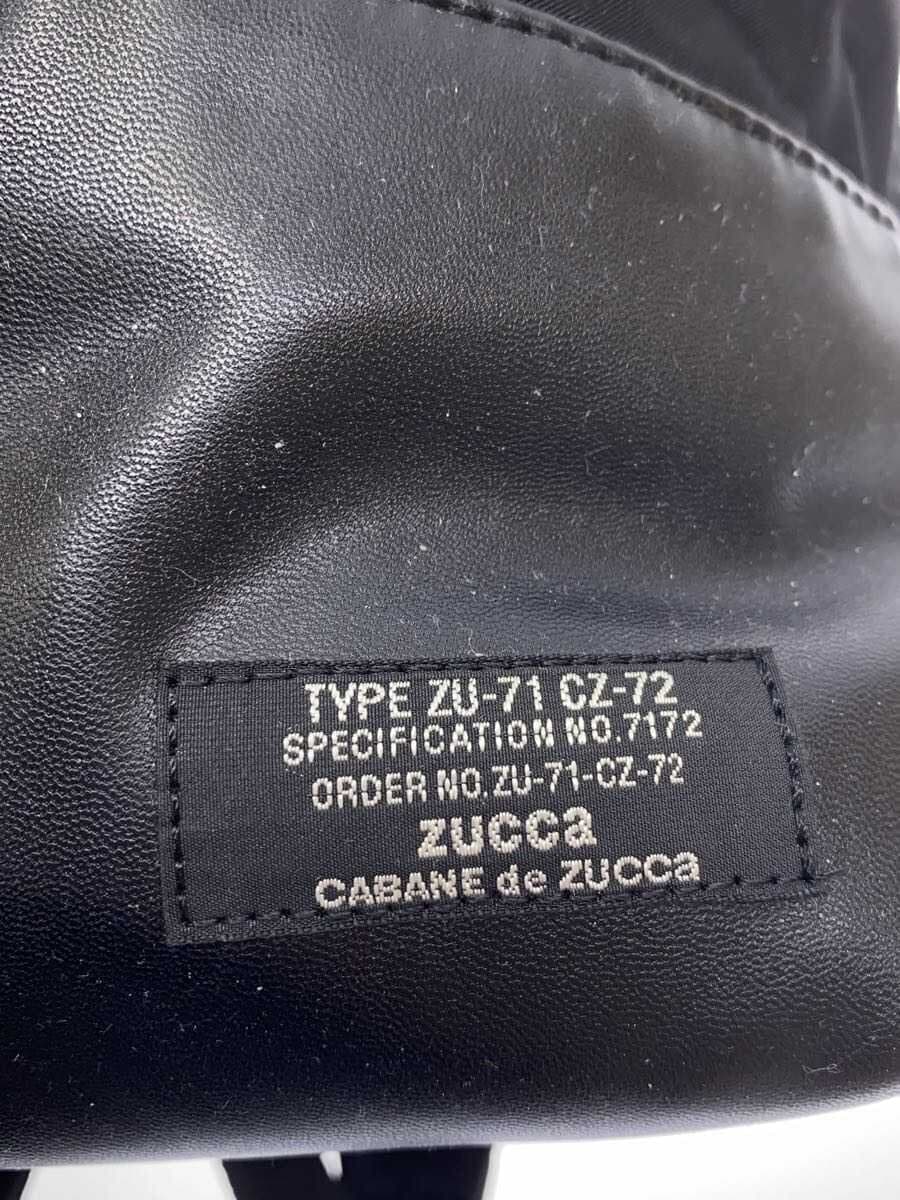 TYPE ZU-71 CZ-72
SPECIFICATION NO.7172
ORDER NO.ZU-71-CZ-72
zucca
CABANE de ZUCCa